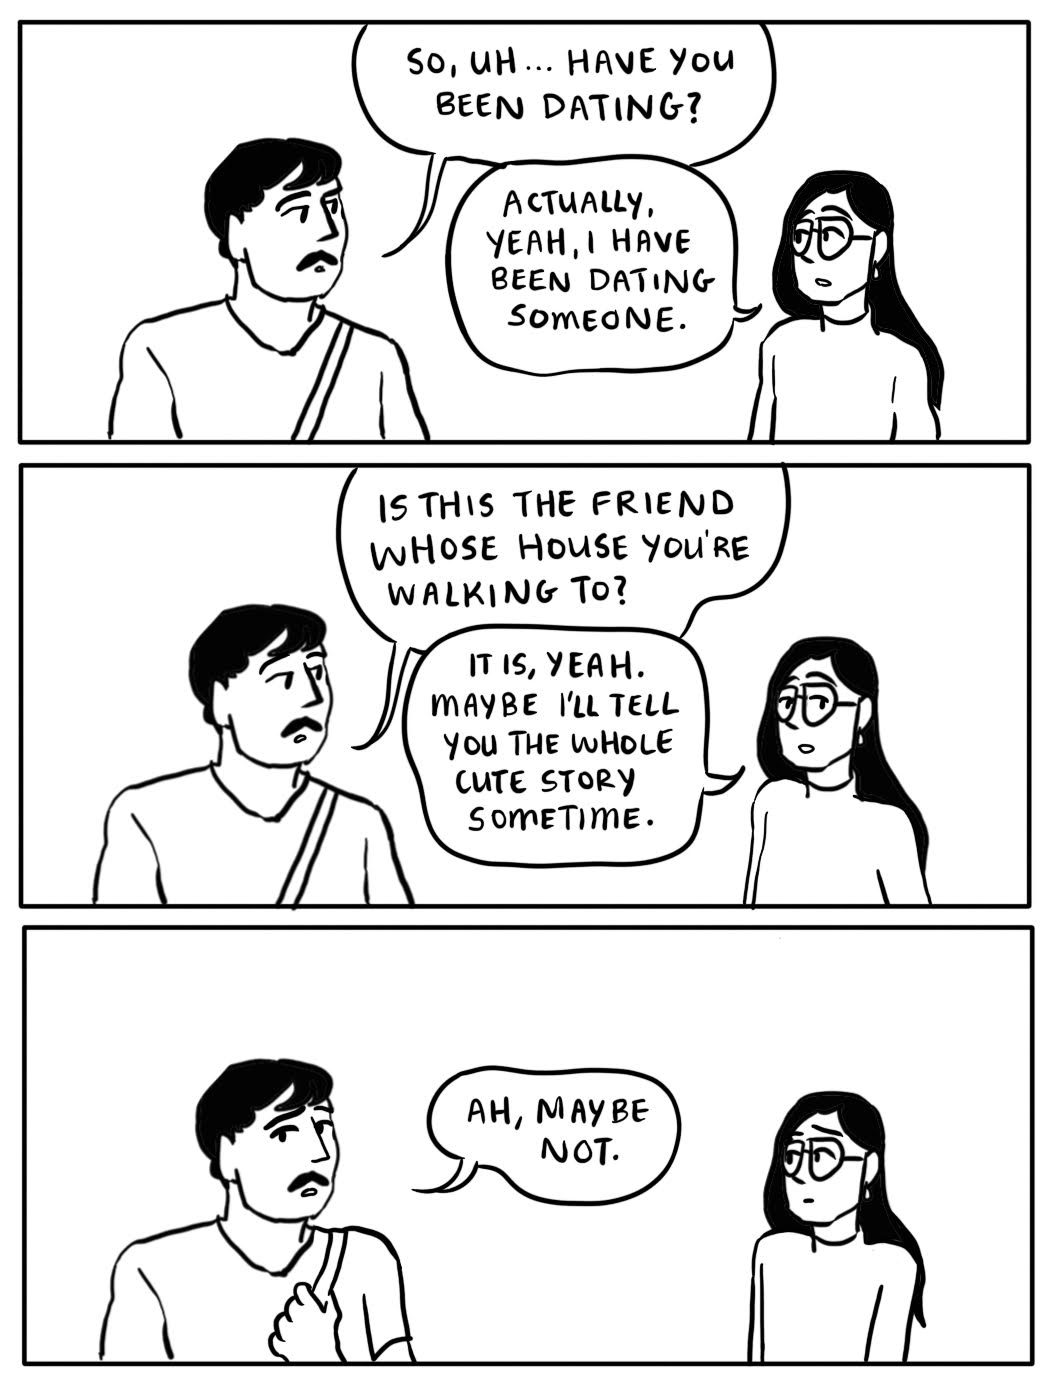 SO, UH... HAVE YOU
BEEN DATING?
ACTUALLY,
YEAH, I HAVE
BEEN DATING
SOMEONE.
IS THIS THE FRIEND
WHOSE HOUSE YOU'RE
WALKING TO?
IT IS, YEAH.
MAYBE I'LL TELL
YOU THE WHOLE
CUTE STORY
SOMETIME.
AH, MAYBE
NOT.